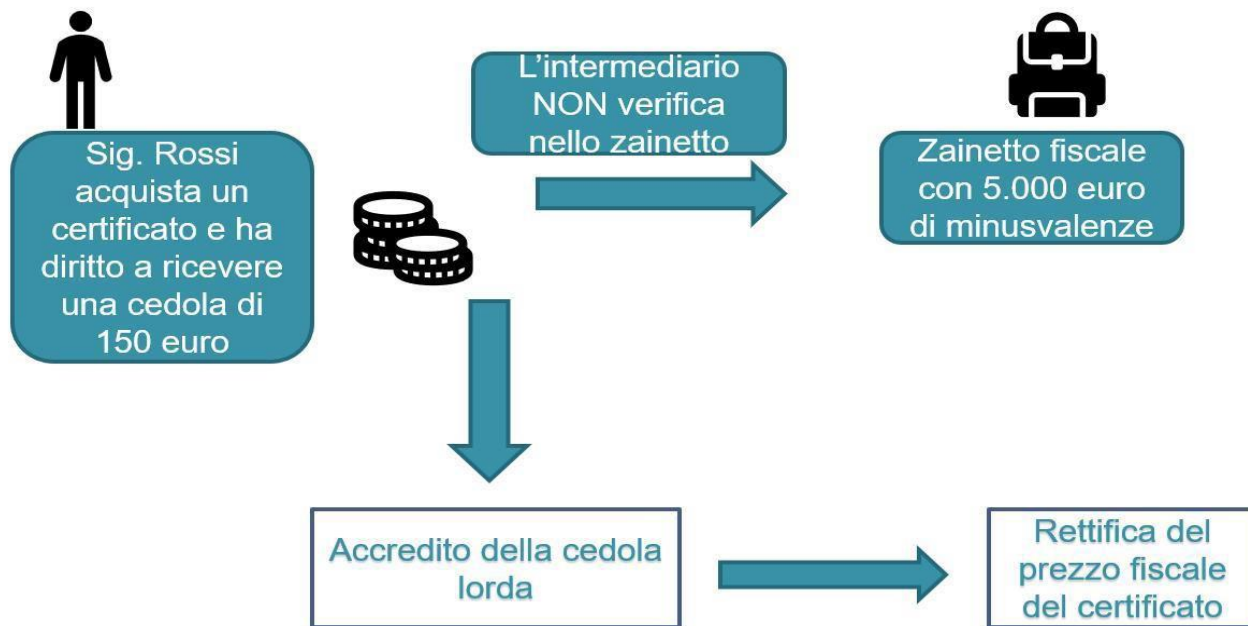 Sig. Rossi
acquista un
certificato e ha
diritto a ricevere
una cedola di
150 euro
L'intermediario
NON verifica
nello zainetto
Zainetto fiscale
con 5.000 euro
di minusvalenze
Accredito della cedola
lorda
Rettifica del
prezzo fiscale
del certificato